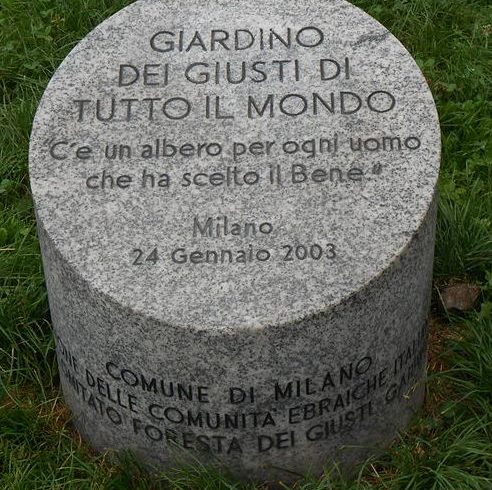 GIARDINO
DEI GIUSTI DI
TUTTO IL MONDO
C'e un albero per ogni uomo
che ha scelto il Bene"
Milano
24 Gennaio 2003
COMUNE DI MILANO
DELLE COMUNITA' EBRAICHE
FORESTA DEI GIUSTI